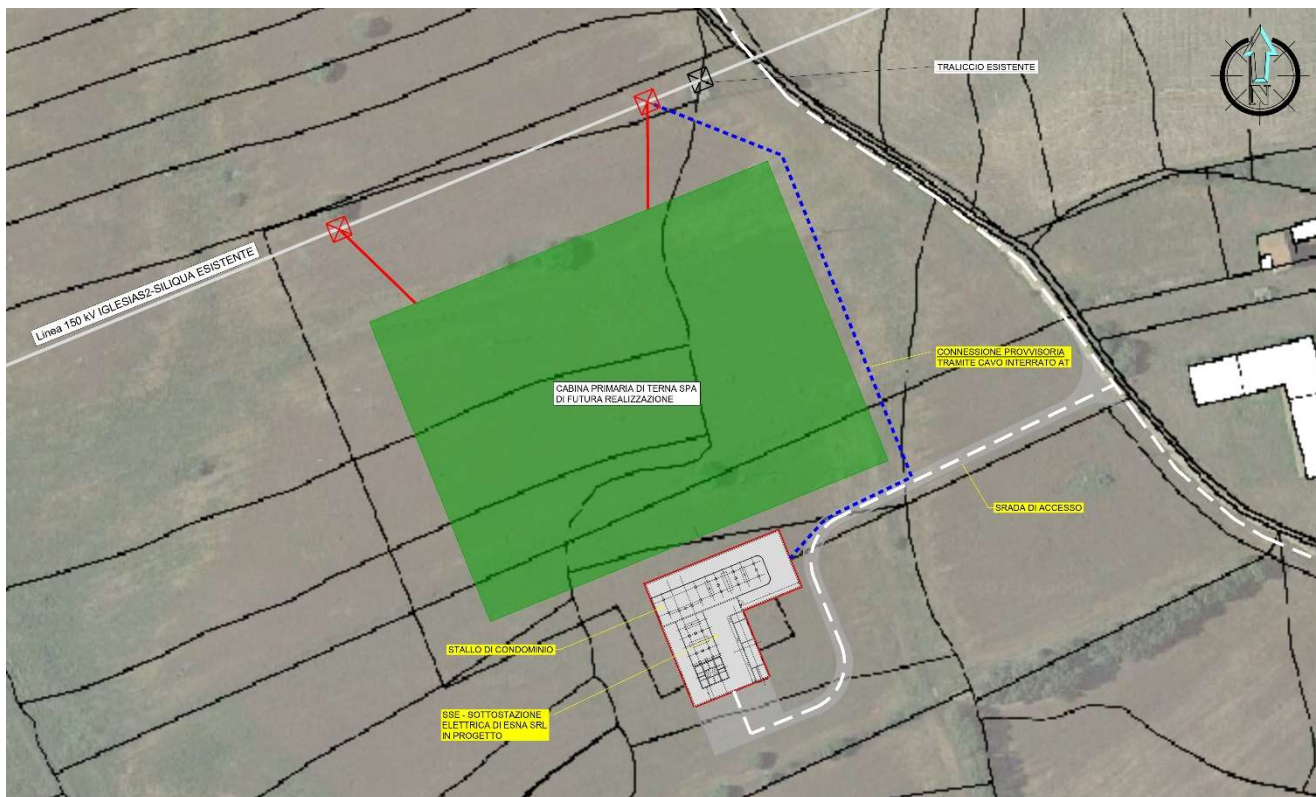 TRALICCIO ESISTENTE
N
Linea 150 kV IGLESIAS2-SILIQUA ESISTENTE
CONNESSIONE PROVVISORIA
TRAMITE CAVO INTERRATO AT
CABINA PRIMARIA DI TERNA SPA
DI FUTURA REALIZZAZIONE
SRADA DI ACCESSO
STALLO DI CONDOMINIO
SSE - SOTTOSTAZIONE
ELETTRICA DI ESNA SRL
IN PROGETTO